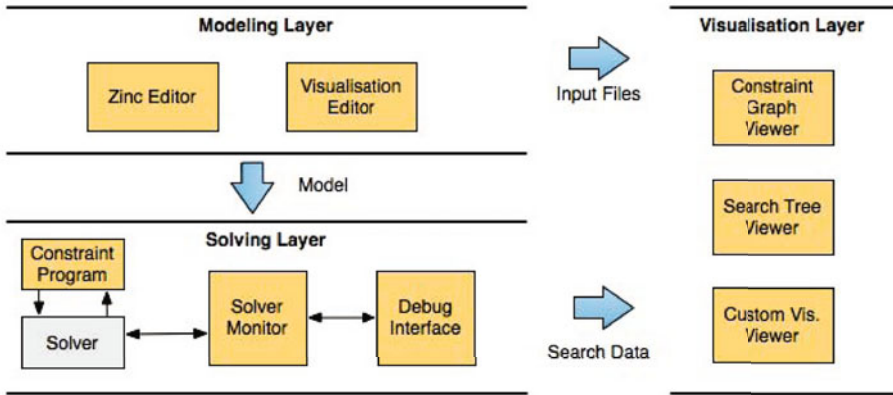 Modeling Layer
Zinc Editor
Visualisation
Editor
Input Files
Visualisation Layer
Constraint
Graph
Viewer
Search Tree
Viewer
Custom Vis.
Viewer
Model
Solving Layer
Constraint
Program
Solver
Solver
Monitor
Debug
Interface
Search Data